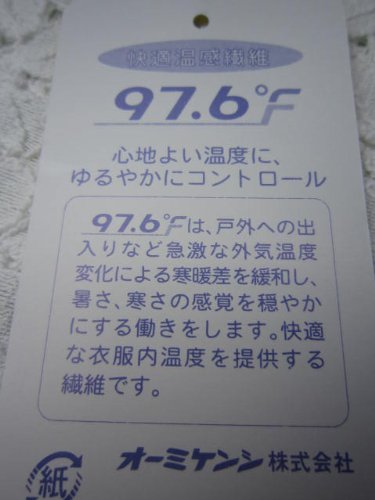 快適温感繊維
97.6°F
心地よい温度に、
ゆるやかにコントロール
97.6°Fは、戸外への出
入りなど急激な外気温度
変化による寒暖差を緩和し、
暑さ、寒さの感覚を穏やか
にする働きをします。快適
な衣服内温度を提供する
繊維です。
オーミケンシ株式会社
紙